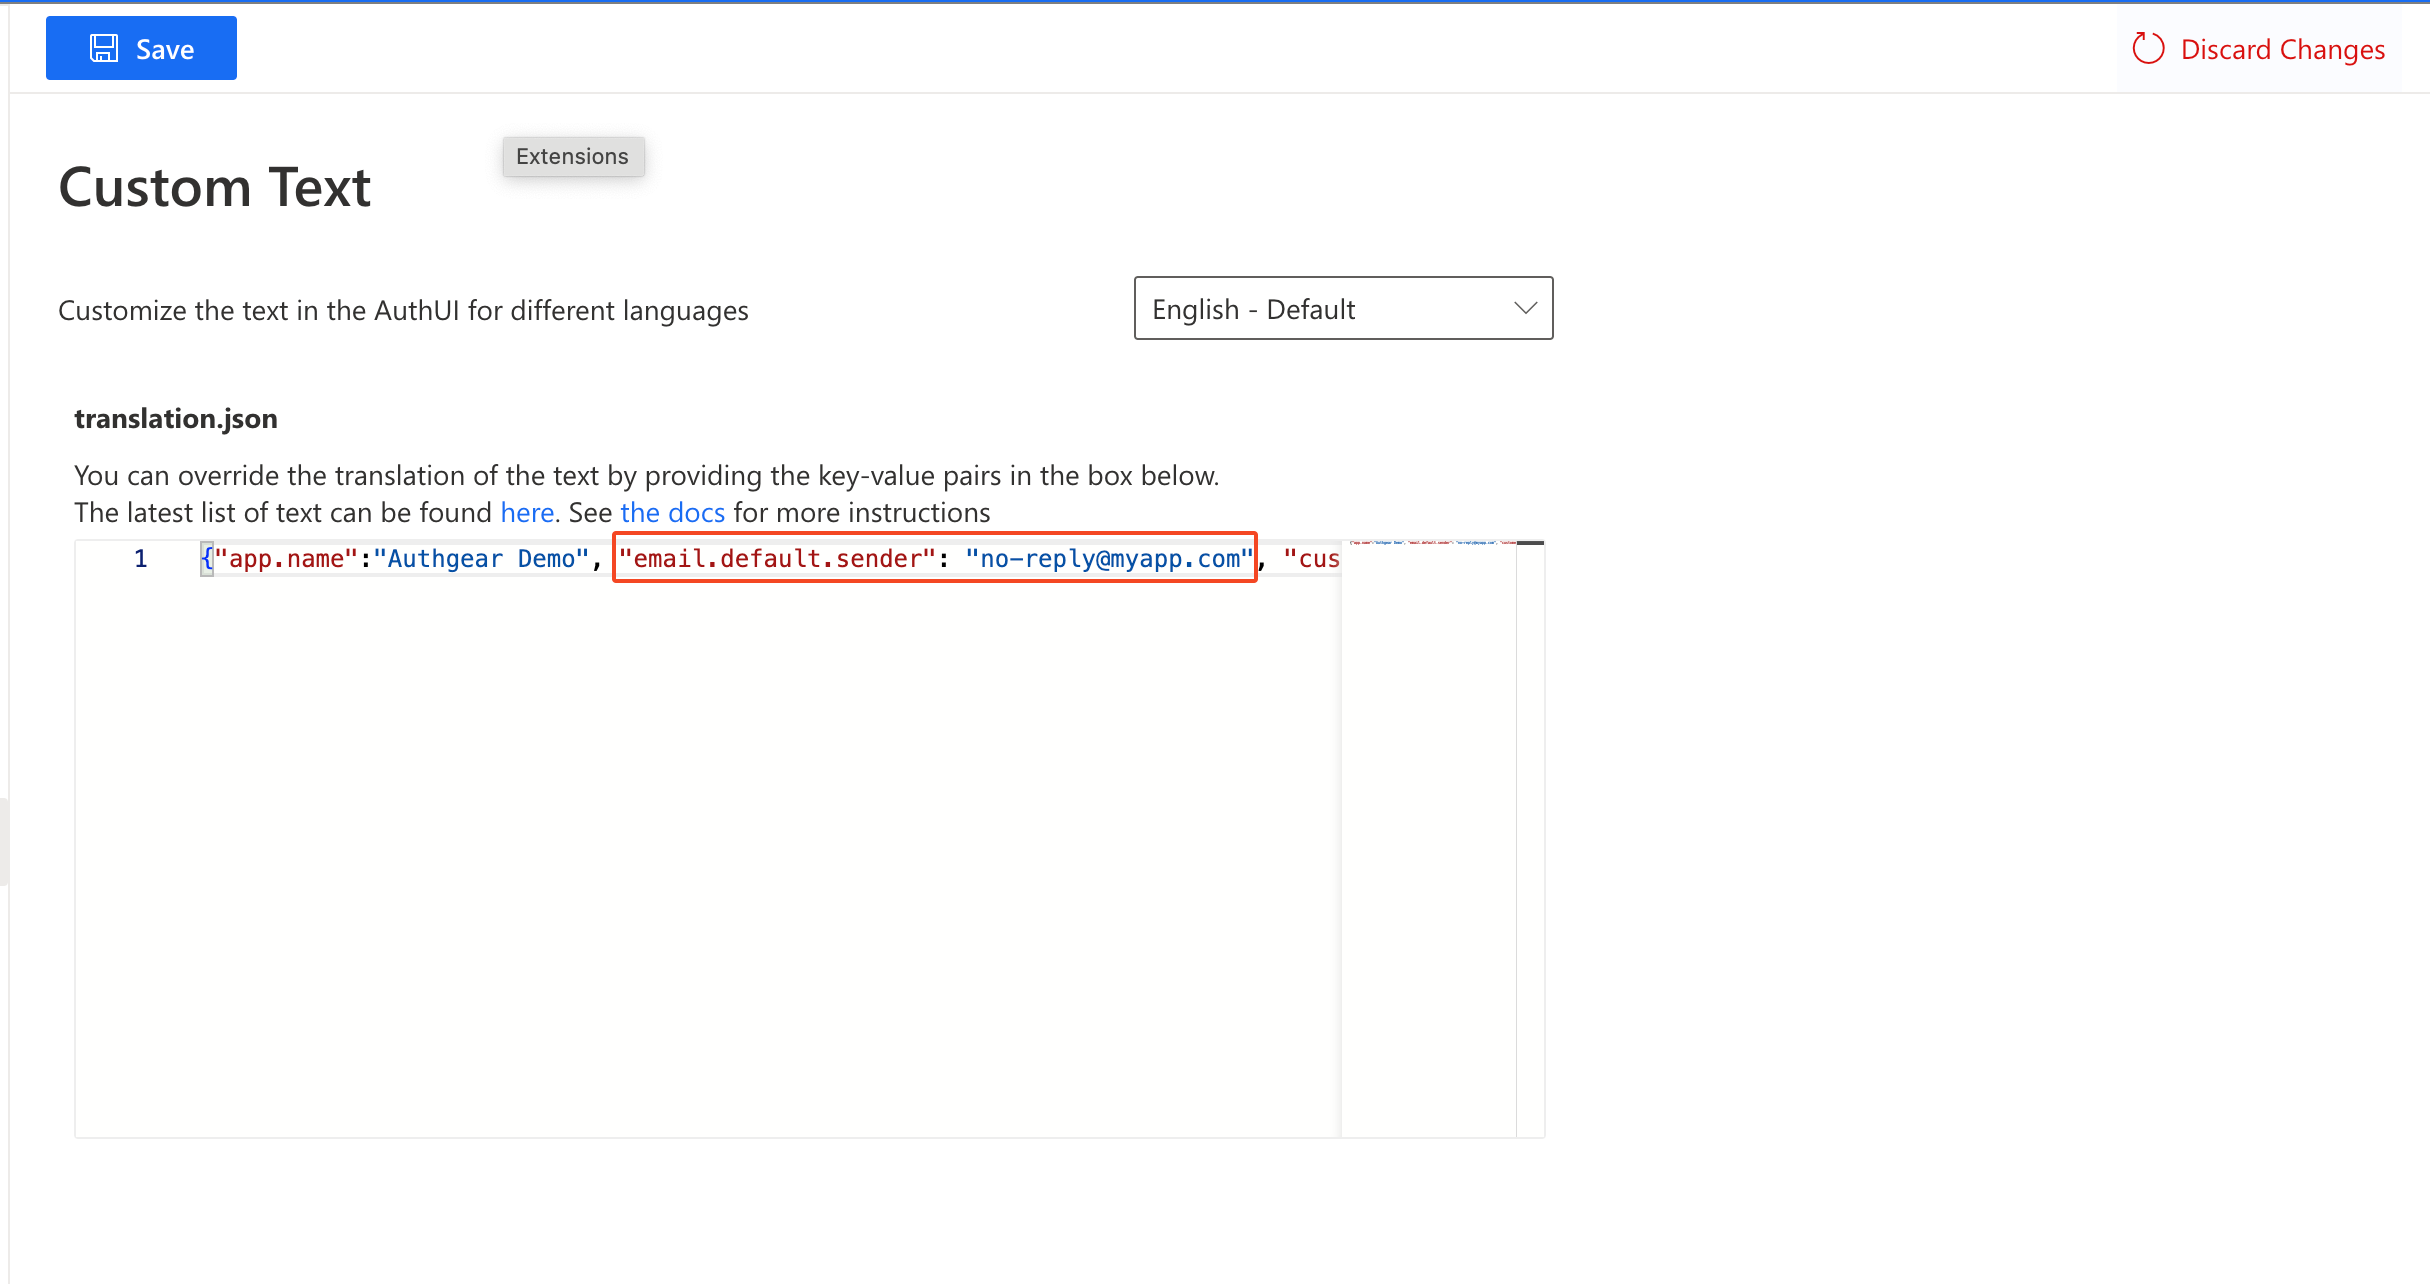 Save
Discard Changes
Extensions
Custom Text
Customize the text in the AuthUI for different languages
English - Default
translation.json
You can override the translation of the text by providing the key-value pairs in the box below.
The latest list of text can be found here. See the docs for more instructions
1 {"app.name":"Authgear Demo", "email.default.sender": "no-reply@myapp.com", "cus